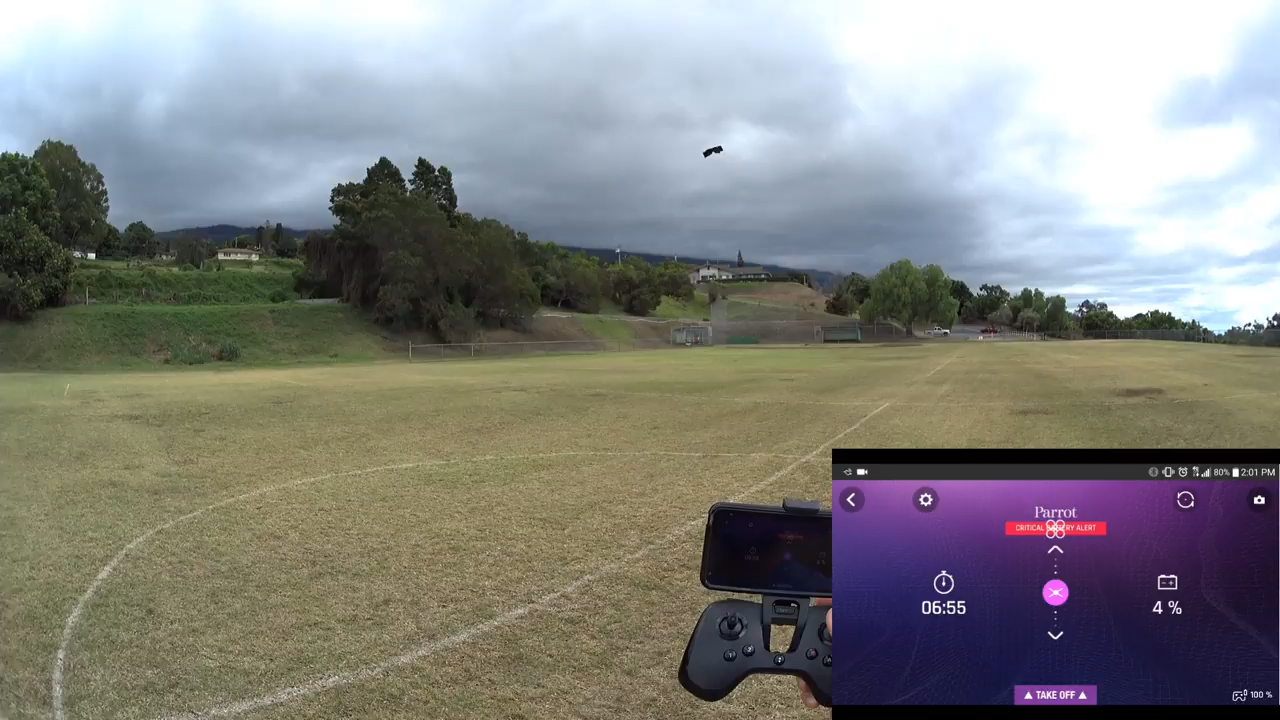 80% 2:01 PM
Parrot
CRITICAL BATTERY ALERT
06:55
4 %
▲ TAKE OFF ▲
100 %